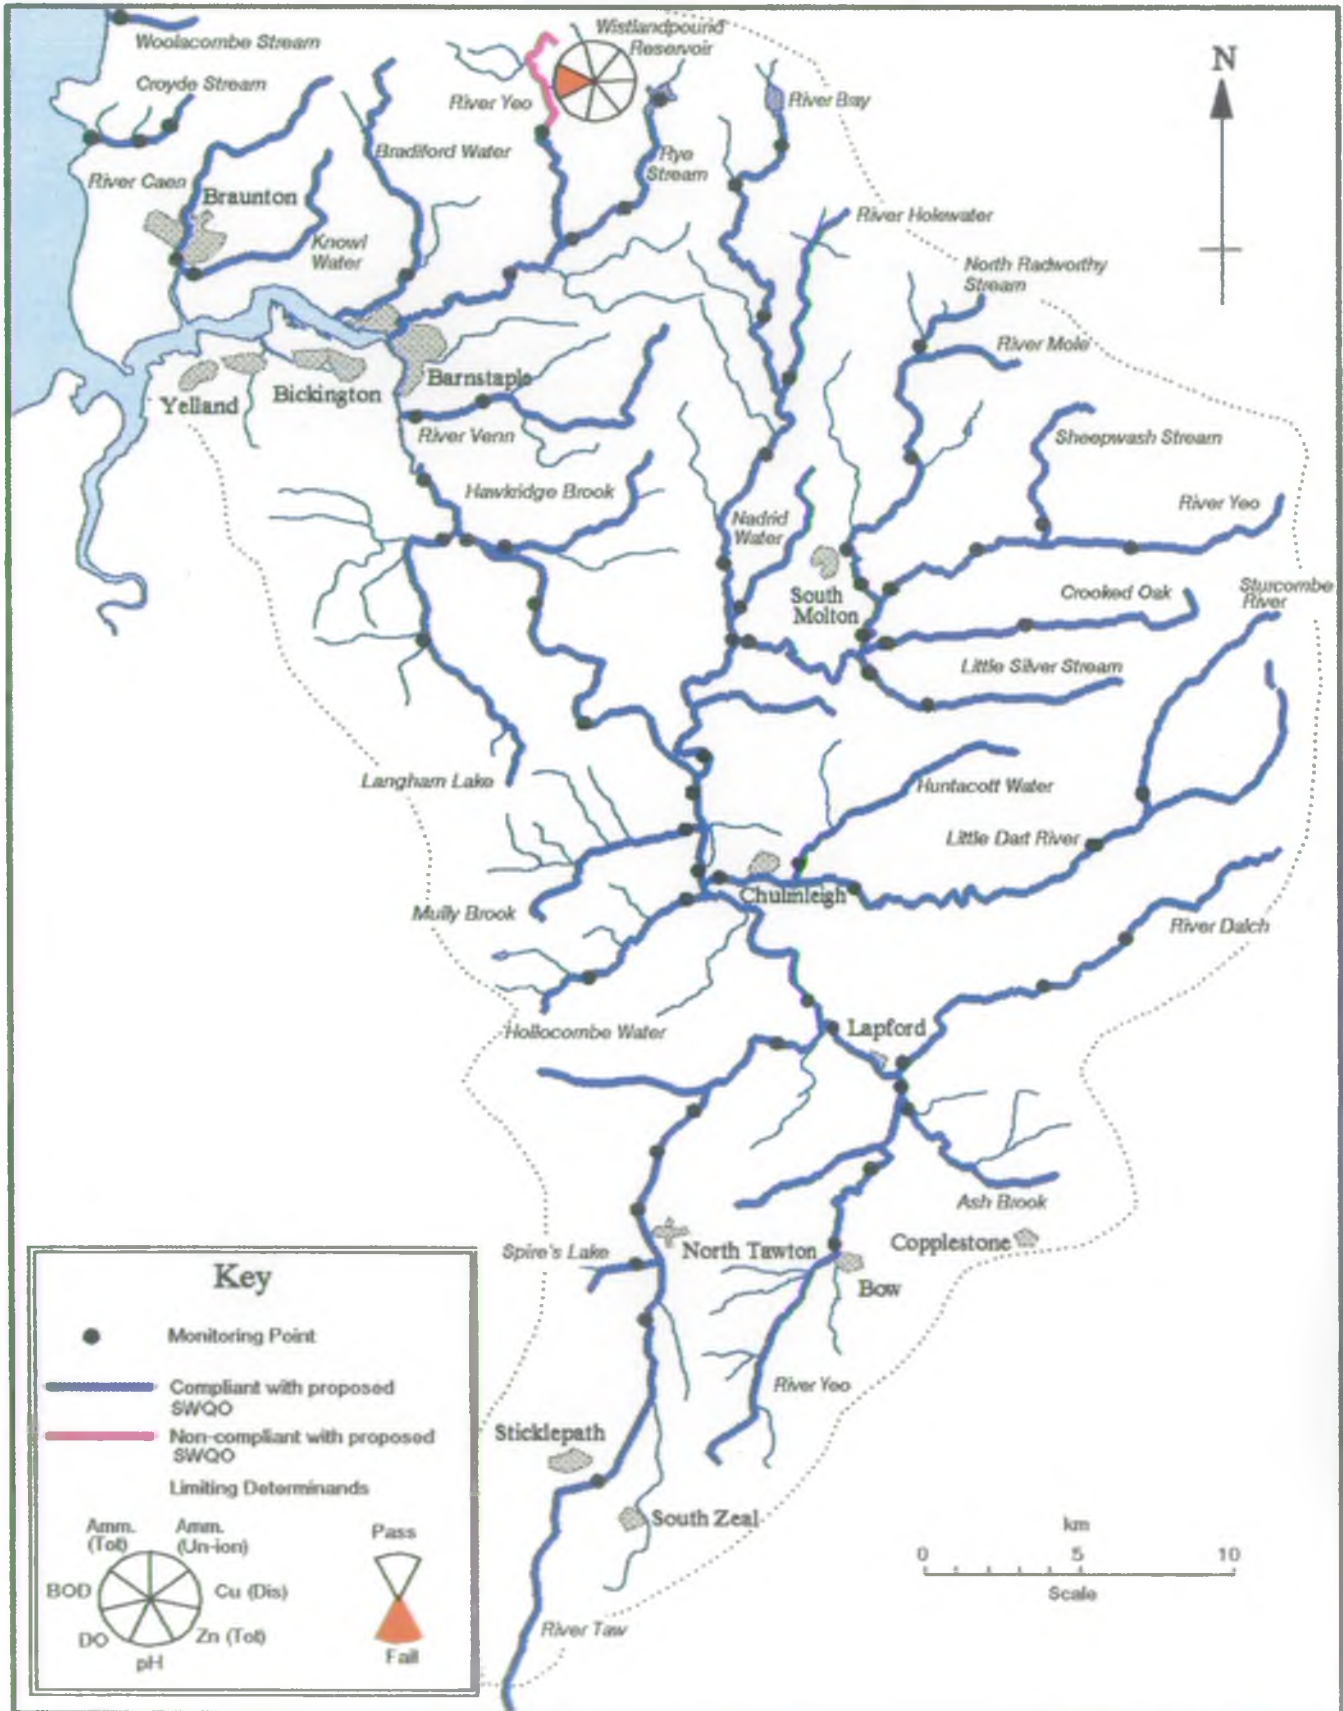 Woolacombe Stream
Wistlandpound
Reservoir
N
Croyde Stream
River Yeo
River Bray
Bradiford Water
Rye
Stream
River Caen
Braunton
River Holewater
Knowl
Water
North Radworthy
Stream
River Mole
Barnstaple
Bickington
Yelland
River Venn
Sheepwash Stream
Hawkridge Brook
River Yeo
Nadrid
Water
Sturcombe
River
Crooked Oak
South
Molton
Little Silver Stream
Langham Lake
Huntacott Water
Little Dart River
Chulmleigh
Mully Brook
River Dalch
Hollocombe Water
Lapford
Ash Brook
Copplestone
Spire's Lake
North Tawton
Bow
River Yeo
Sticklepath
South Zeal
River Taw
Key
Monitoring Point
Compliant with proposed
SWQO
Non-compliant with proposed
SWQO
Limiting Determinands
Amm.
(Tot)
Amm.
(Un-ion)
Pass
BOD
Cu (Dis)
DO
Zn (Tot)
pH
Fail
km
0 5 10
Scale